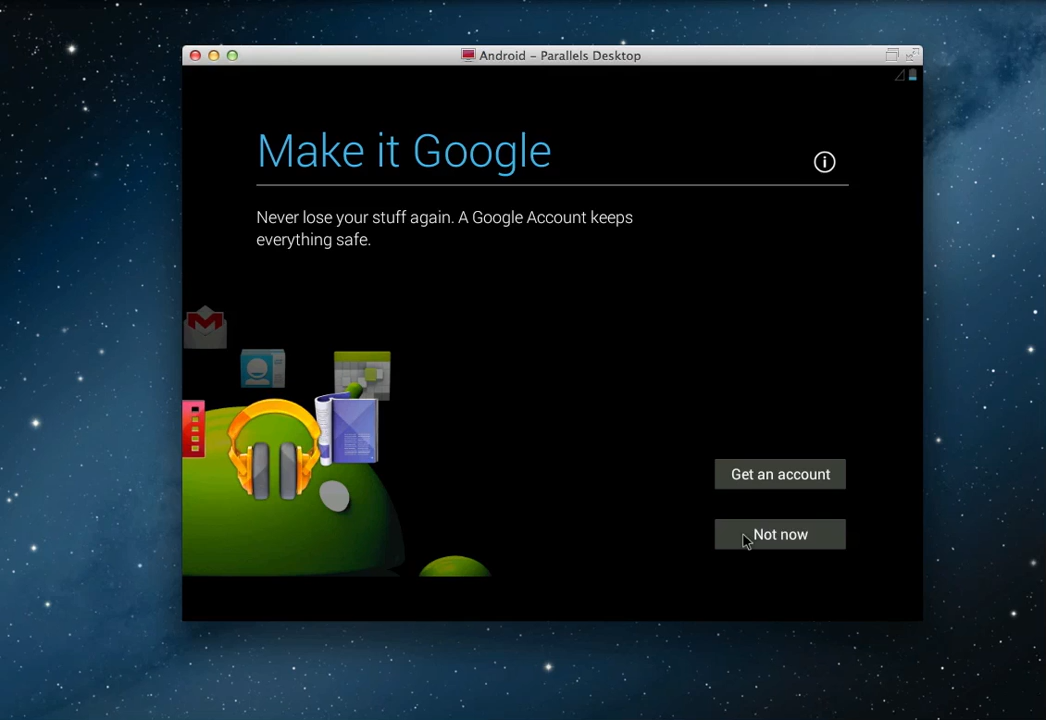 Android – Parallels Desktop
Make it Google
Never lose your stuff again. A Google Account keeps
everything safe.
Get an account
Not now